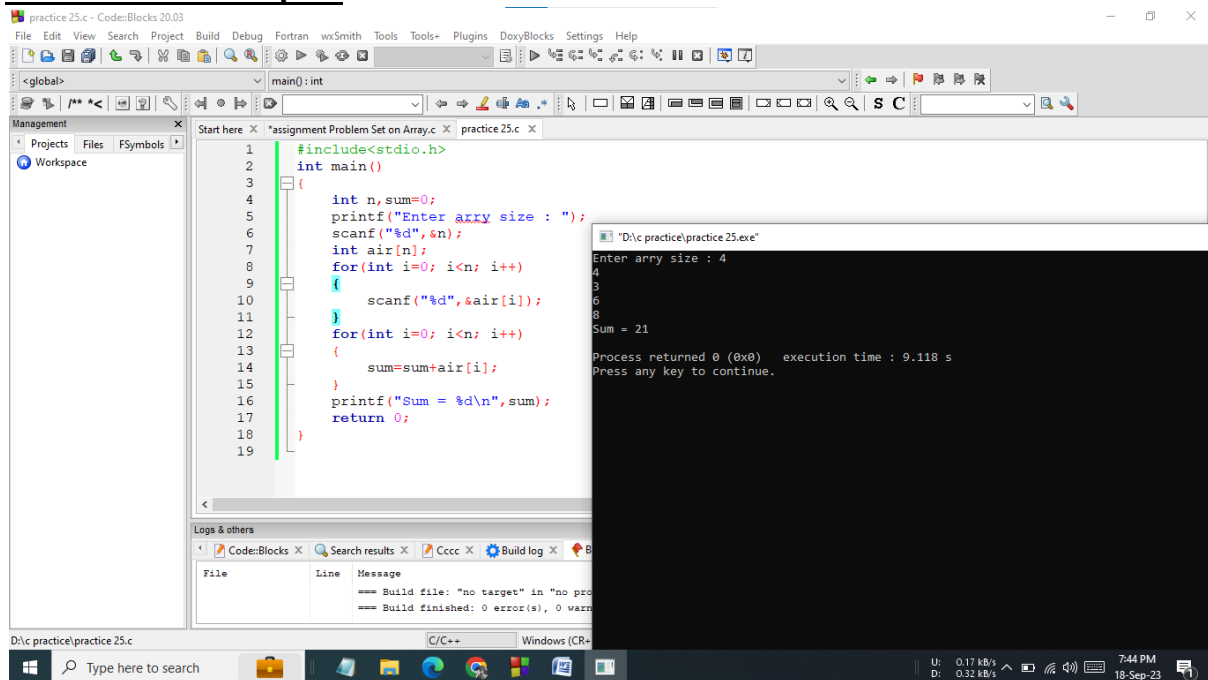 practice 25.c - Code::Blocks 20.03
File Edit View Search Project Build Debug Fortran wxSmith Tools Tools+ Plugins DoxyBlocks Settings Help
<global>
main() : int
/** *<
S C
Management
Projects Files FSymbols
Workspace
Start here *assignment Problem Set on Array.c practice 25.c
1 #include<stdio.h>
2 int main()
3 {
4 int n,sum=0;
5 printf("Enter arry size : ");
6 scanf("%d",&n);
7 int air[n];
8 for(int i=0; i<n; i++)
9 {
10 scanf("%d",&air[i]);
11 }
12 for(int i=0; i<n; i++)
13 {
14 sum=sum+air[i];
15 }
16 printf("Sum = %d\n",sum);
17 return 0;
18 }
19
"D:\c practice\practice 25.exe"
Enter arry size : 4
4
3
6
8
Sum = 21
Process returned 0 (0x0) execution time : 9.118 s
Press any key to continue.
Logs & others
Code::Blocks Search results Cccc Build log B
File Line Message
=== Build file: "no target" in "no pro
=== Build finished: 0 error(s), 0 warn
D:\c practice\practice 25.c C/C++ Windows (CR+
Type here to search
U: 0.17 kB/s
D: 0.32 kB/s
7:44 PM
18-Sep-23
1